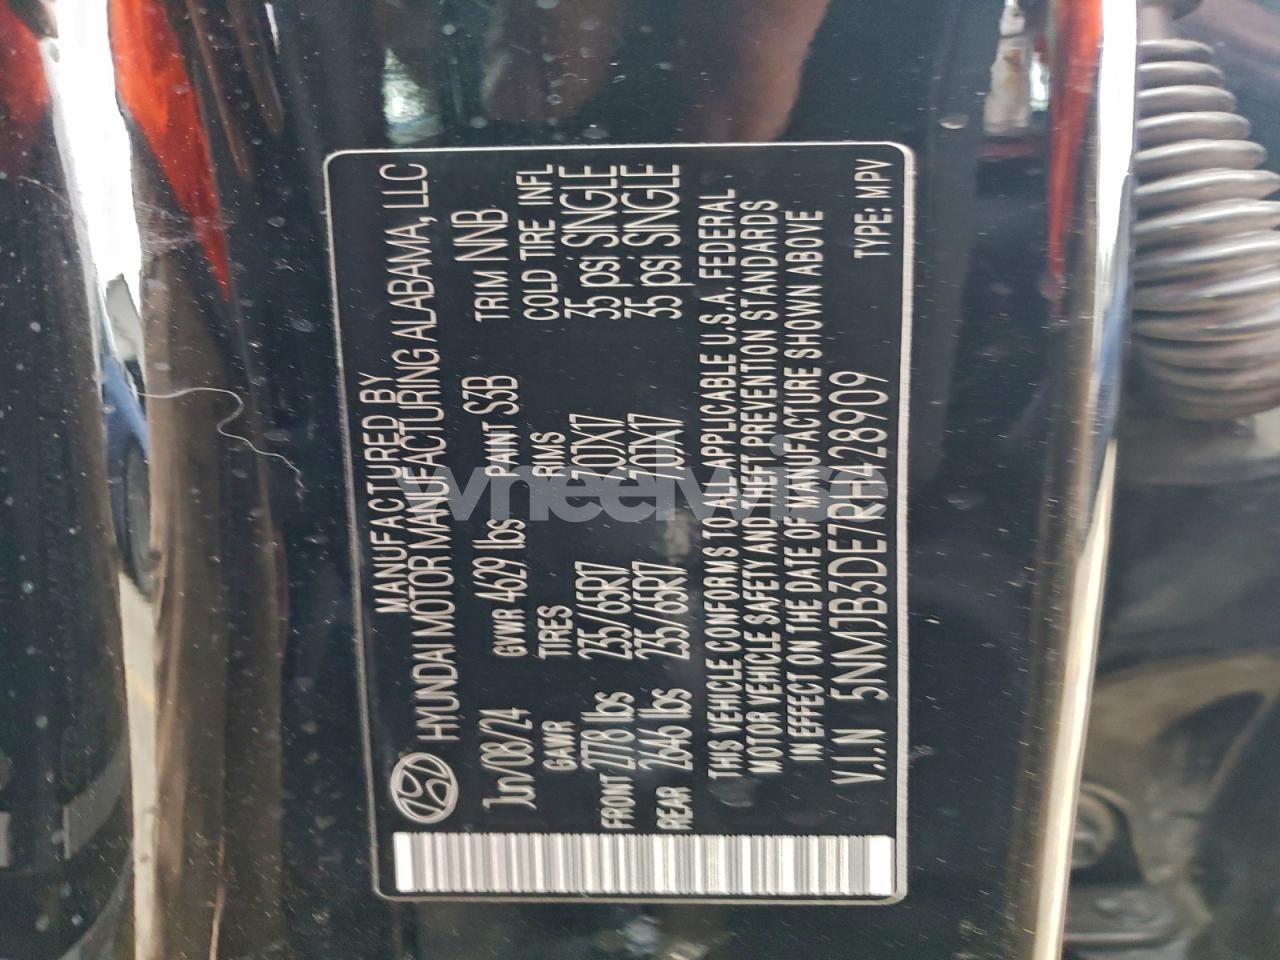 MANUFACTURED BY
HYUNDAI MOTOR MANUFACTURING ALABAMA, LLC
Jun/08/24 GVWR 4629 lbs PAINT S3B TRIM NNB
GAWR TIRES RIMS COLD TIRE INFL
FRONT 2778 lbs 235/65R17 7.0JX17 35 psi SINGLE
REAR 2646 lbs 235/65R17 7.0JX17 35 psi SINGLE
THIS VEHICLE CONFORMS TO ALL APPLICABLE U.S.A. FEDERAL
MOTOR VEHICLE SAFETY AND THEFT PREVENTION STANDARDS
IN EFFECT ON THE DATE OF MANUFACTURE SHOWN ABOVE
V.I.N 5NMJB3DE7RH428909 TYPE: MPV
wheelwise